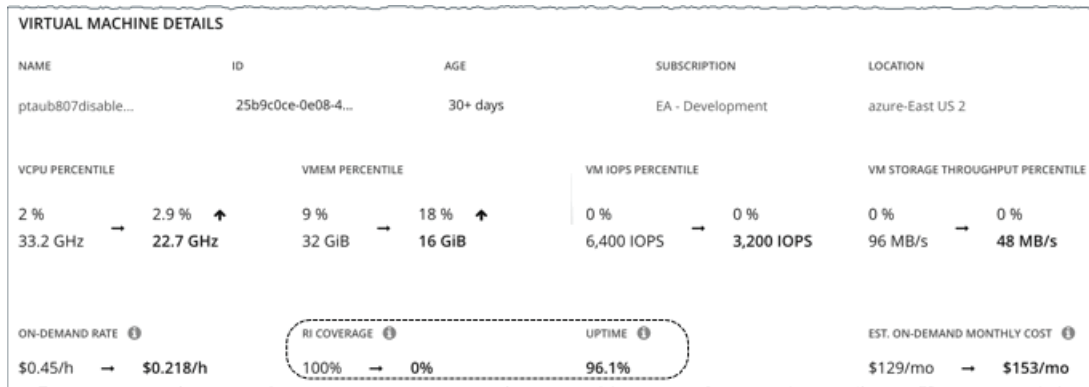 VIRTUAL MACHINE DETAILS
NAME ID AGE SUBSCRIPTION LOCATION
ptaub807disable... 25b9c0ce-0e08-4... 30+ days EA - Development azure-East US 2
VCPU PERCENTILE VMEM PERCENTILE VM IOPS PERCENTILE VM STORAGE THROUGHPUT PERCENTILE
2 % → 2.9 % ↑ 9 % → 18 % ↑ 0 % → 0 % 0 % → 0 %
33.2 GHz 22.7 GHz 32 GiB 16 GiB 6,400 IOPS 3,200 IOPS 96 MB/s 48 MB/s
ON-DEMAND RATE RI COVERAGE UPTIME EST. ON-DEMAND MONTHLY COST
$0.45/h → $0.218/h 100% → 0% 96.1% $129/mo → $153/mo